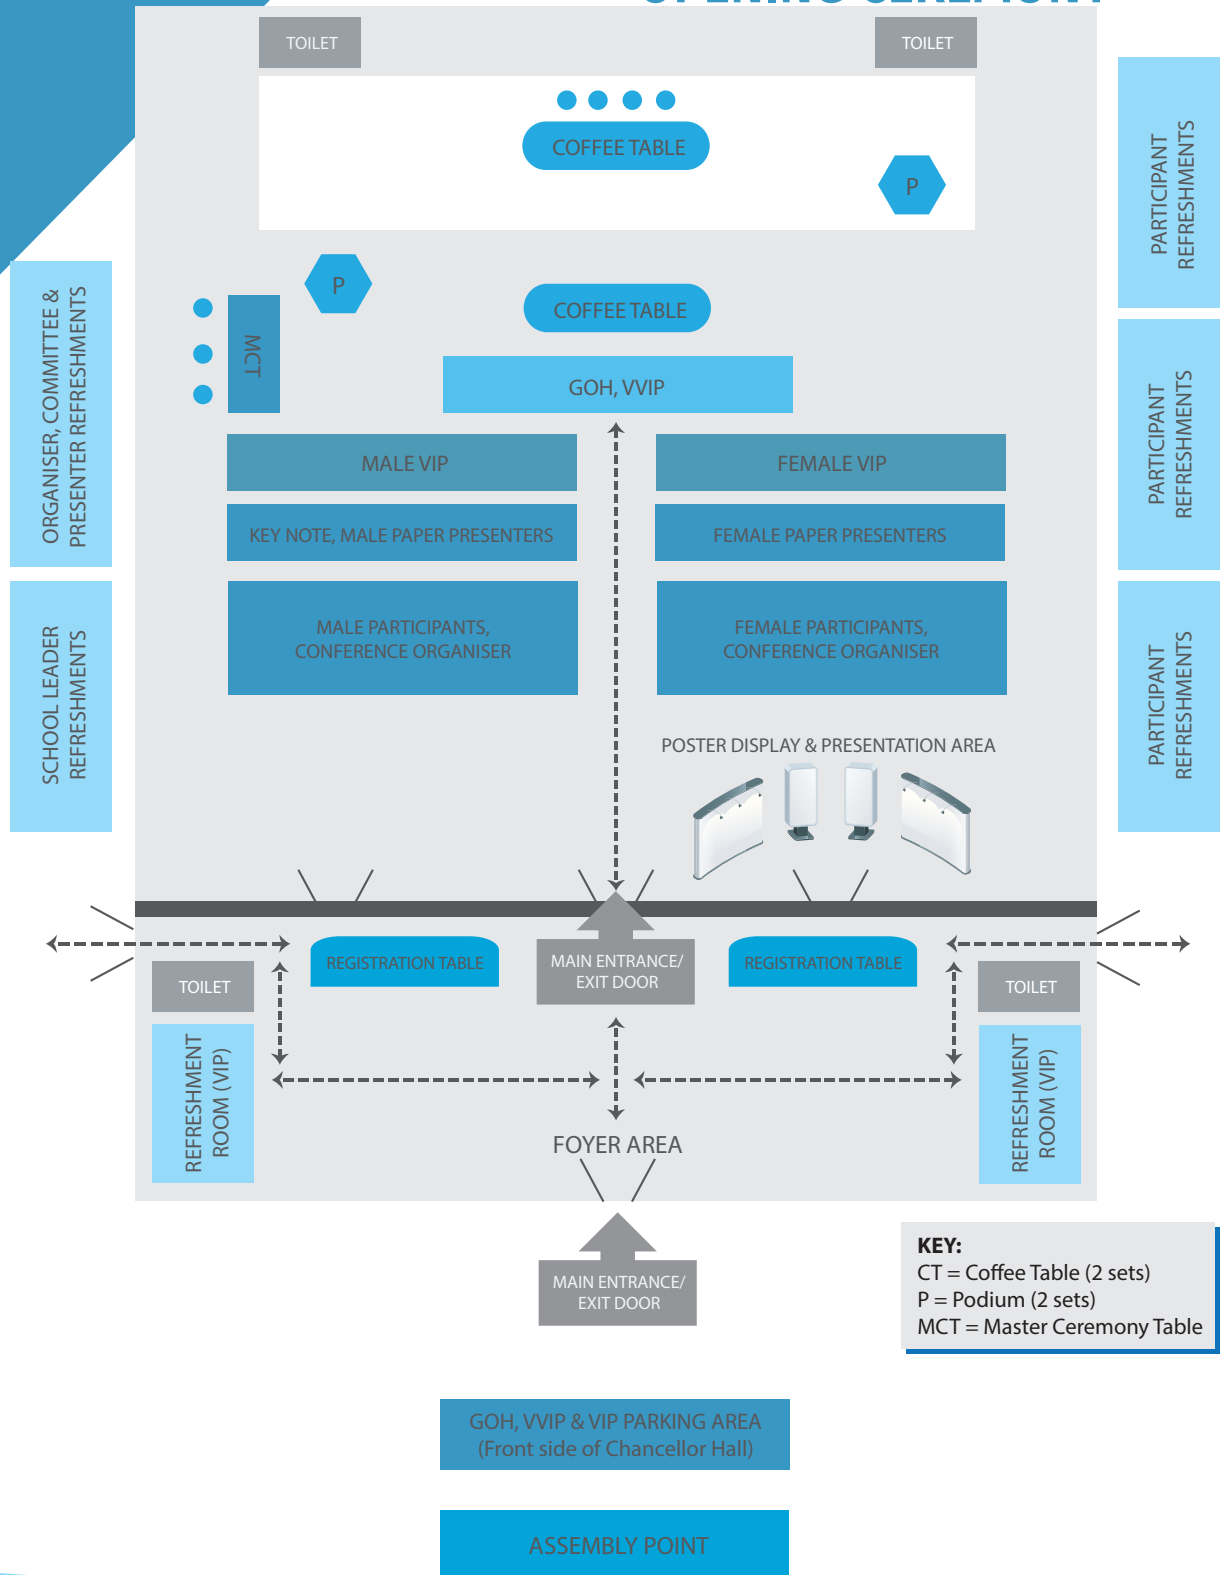 OPENING CEREMONY
TOILET
TOILET
COFFEE TABLE
P
PARTICIPANT
REFRESHMENTS
P
COFFEE TABLE
MCT
GOH, VVIP
ORGANISER, COMMITTEE &
PRESENTER REFRESHMENTS
PARTICIPANT
REFRESHMENTS
MALE VIP
FEMALE VIP
KEY NOTE, MALE PAPER PRESENTERS
FEMALE PAPER PRESENTERS
MALE PARTICIPANTS,
CONFERENCE ORGANISER
FEMALE PARTICIPANTS,
CONFERENCE ORGANISER
SCHOOL LEADER
REFRESHMENTS
PARTICIPANT
REFRESHMENTS
POSTER DISPLAY & PRESENTATION AREA
REGISTRATION TABLE
MAIN ENTRANCE/
EXIT DOOR
REGISTRATION TABLE
TOILET
TOILET
REFRESHMENT
ROOM (VIP)
REFRESHMENT
ROOM (VIP)
FOYER AREA
MAIN ENTRANCE/
EXIT DOOR
KEY:
CT = Coffee Table (2 sets)
P = Podium (2 sets)
MCT = Master Ceremony Table
GOH, VVIP & VIP PARKING AREA
(Front side of Chancellor Hall)
ASSEMBLY POINT